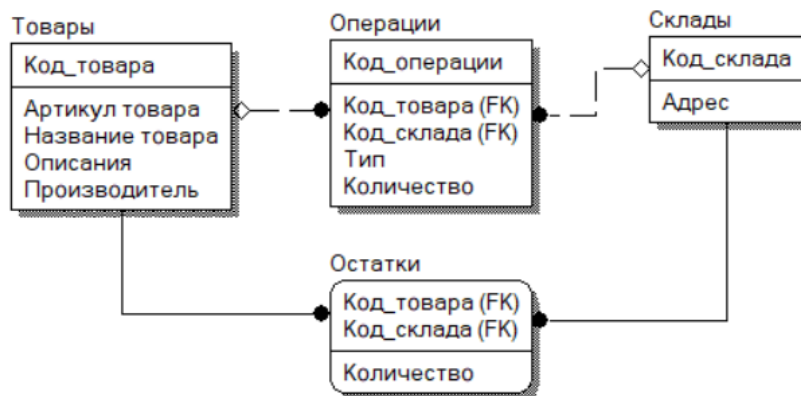 Товары
Код_товара
Артикул товара
Название товара
Описания
Производитель
Операции
Код_операции
Код_товара (FK)
Код_склада (FK)
Тип
Количество
Склады
Код_склада
Адрес
Остатки
Код_товара (FK)
Код_склада (FK)
Количество